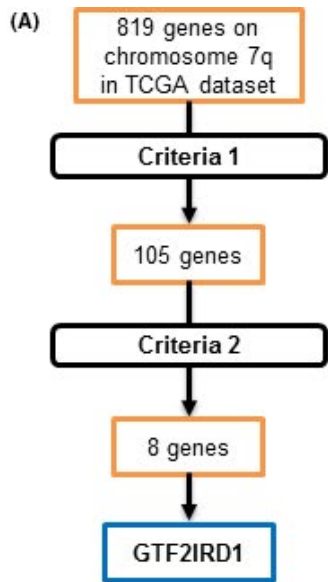 (A)
819 genes on
chromosome 7q
in TCGA dataset
Criteria 1
105 genes
Criteria 2
8 genes
GTF2IRD1